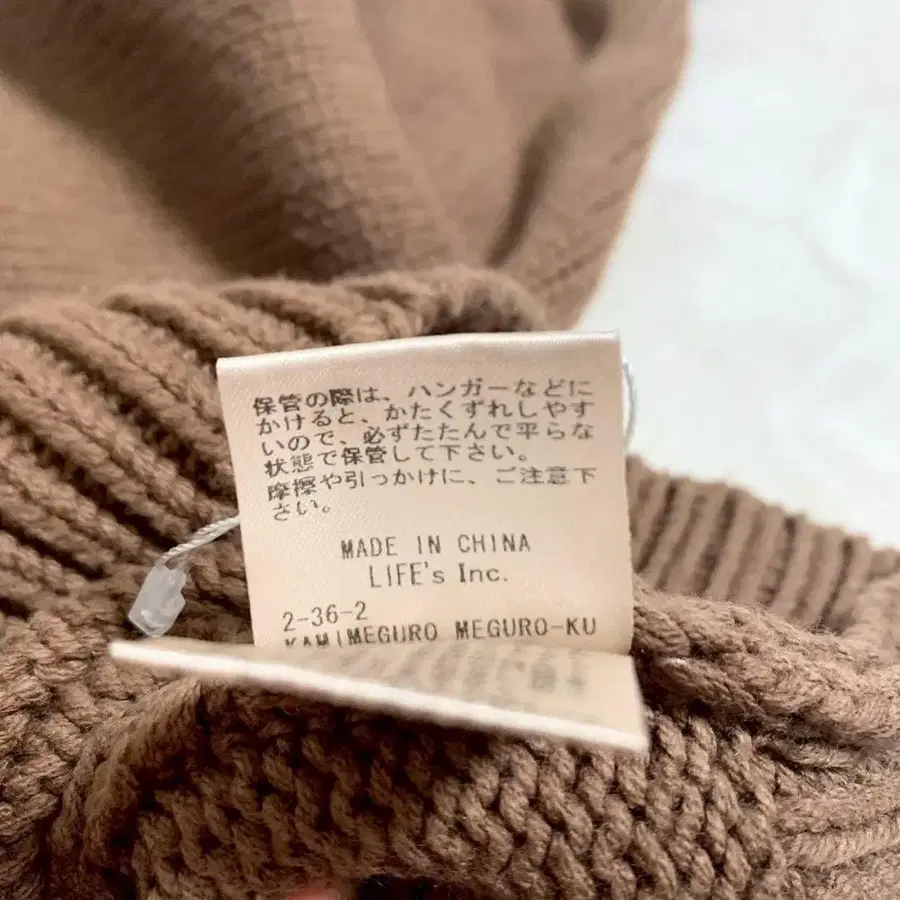 保管の際は、ハンガーなどに
かけると、かたくずれしやす
いので、必ずたたんで平らな
状態で保管して下さい。
摩擦や引っかけに、ご注意下
さい。
MADE IN CHINA
LIFE's Inc.
2-36-2
KAMIMEGURO MEGURO-KU